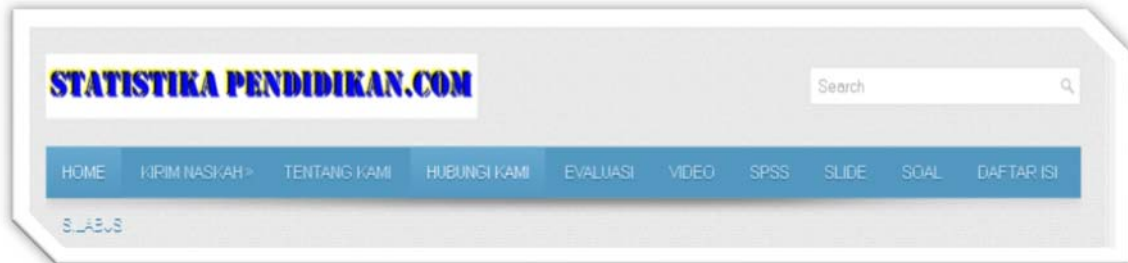 STATISTIKA PENDIDIKAN.COM
Search
HOME KIRIM NASKAH» TENTANG KAMI HUBUNGI KAMI EVALUASI VIDEO SPSS SLIDE SOAL DAFTAR ISI
SILABUS